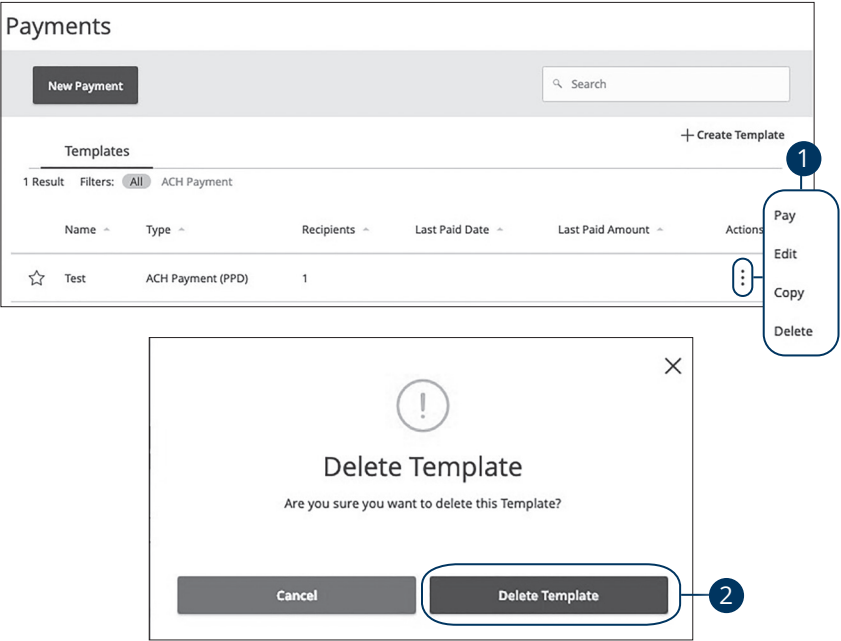 Payments
New Payment
Search
Create Template
Templates
1
1 Result Filters: All ACH Payment
Name Type Recipients Last Paid Date Last Paid Amount Actions
Test ACH Payment (PPD) 1
Pay
Edit
Copy
Delete
!
Delete Template
Are you sure you want to delete this Template?
Cancel Delete Template 2